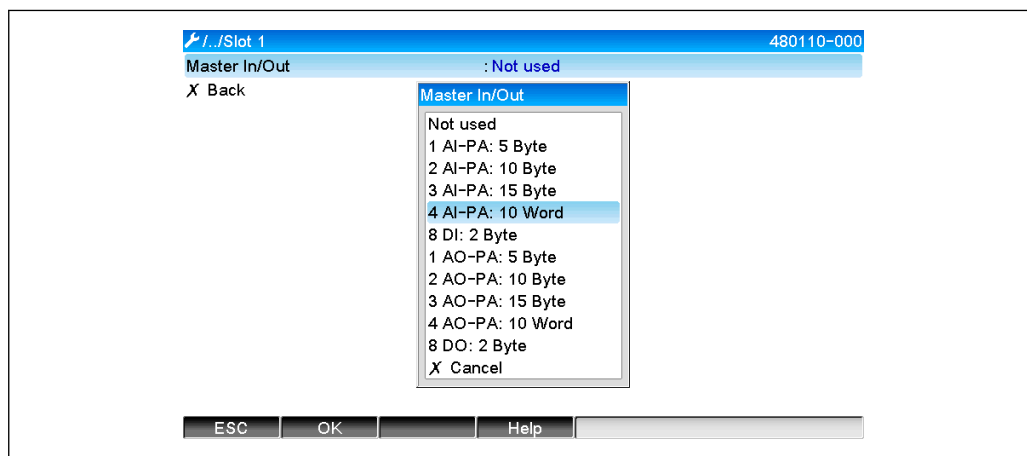 /../Slot 1 480110-000
Master In/Out : Not used
X Back
Master In/Out
Not used
1 AI-PA: 5 Byte
2 AI-PA: 10 Byte
3 AI-PA: 15 Byte
4 AI-PA: 10 Word
8 DI: 2 Byte
1 AO-PA: 5 Byte
2 AO-PA: 10 Byte
3 AO-PA: 15 Byte
4 AO-PA: 10 Word
8 DO: 2 Byte
X Cancel
ESC OK Help